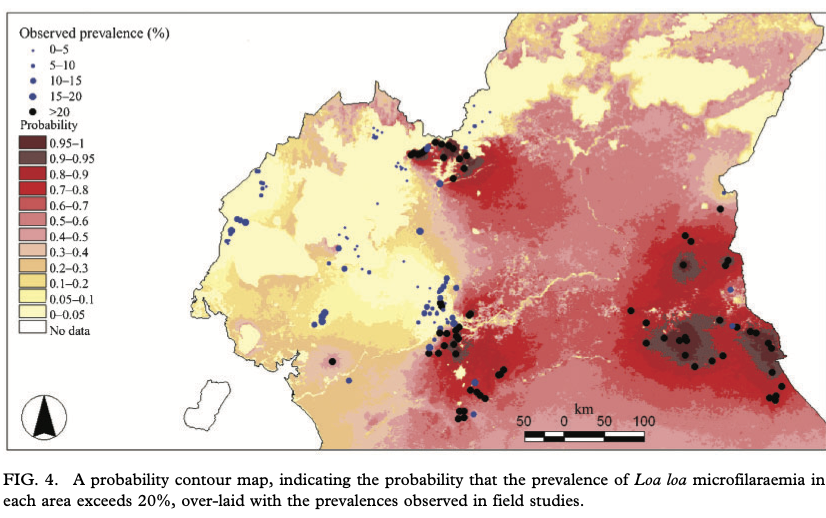 Observed prevalence (%)
0–5
5–10
10–15
15–20
>20
Probability
0.95–1
0.9–0.95
0.8–0.9
0.7–0.8
0.6–0.7
0.5–0.6
0.4–0.5
0.3–0.4
0.2–0.3
0.1–0.2
0.05–0.1
0–0.05
No data
km
50 0 50 100
FIG. 4. A probability contour map, indicating the probability that the prevalence of Loa loa microfilaraemia in
each area exceeds 20%, over-laid with the prevalences observed in field studies.